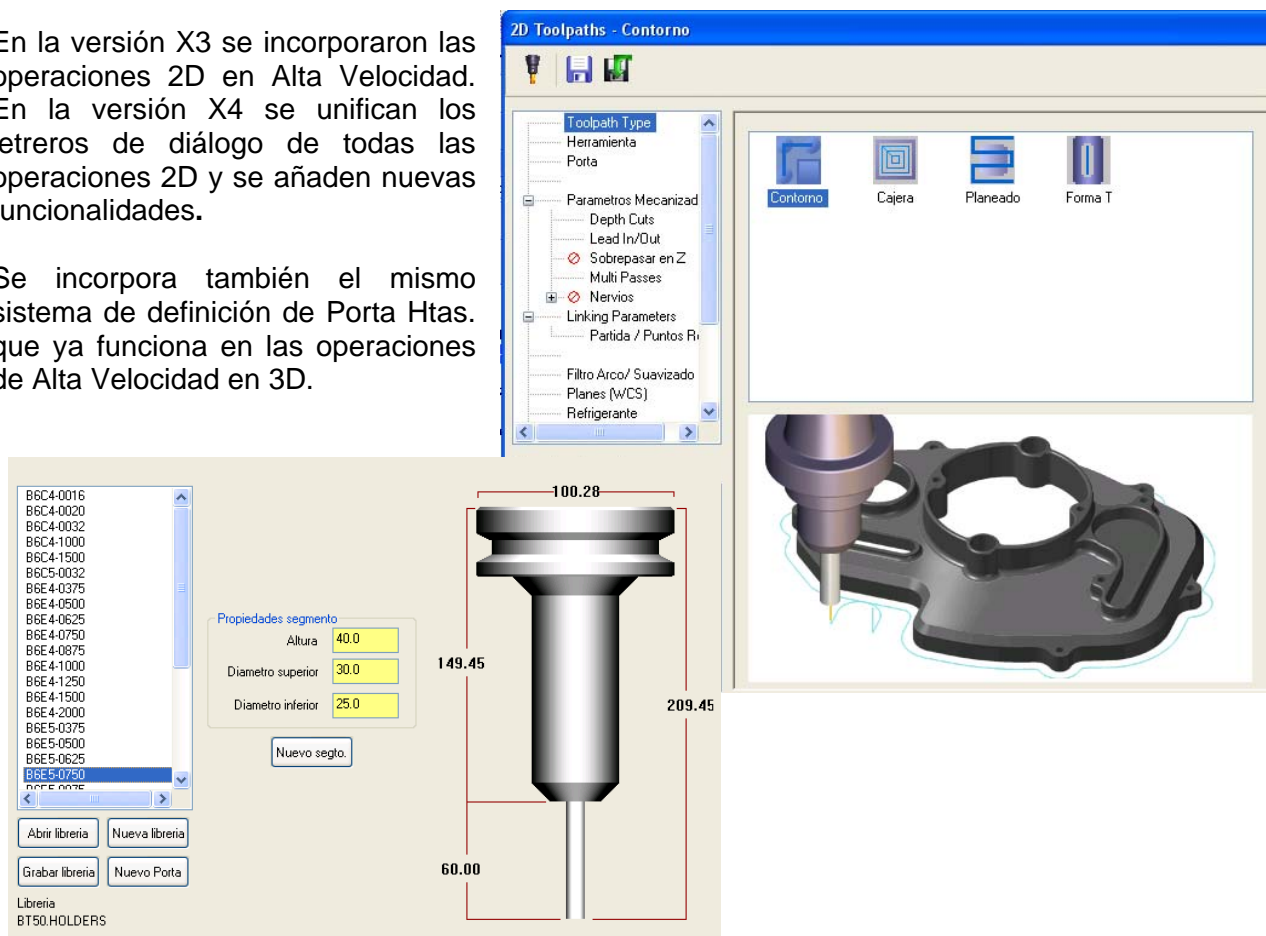 En la versión X3 se incorporaron las
operaciones 2D en Alta Velocidad.
En la versión X4 se unifican los
letreros de diálogo de todas las
operaciones 2D y se añaden nuevas
funcionalidades.
Se incorpora también el mismo
sistema de definición de Porta Htas.
que ya funciona en las operaciones
de Alta Velocidad en 3D.
2D Toolpaths - Contorno
Toolpath Type
Herramienta
Porta
Parametros Mecanizad
Depth Cuts
Lead In/Out
Sobrepasar en Z
Multi Passes
Nervios
Linking Parameters
Partida / Puntos R
Filtro Arco/ Suavizado
Planes (WCS)
Refrigerante
Contorno Cajera Planeado Forma T
B6C4-0016
B6C4-0020
B6C4-0032
B6C4-1000
B6C4-1500
B6C5-0032
B6E4-0375
B6E4-0500
B6E4-0625
B6E4-0750
B6E4-0875
B6E4-1000
B6E4-1250
B6E4-1500
B6E4-2000
B6E5-0375
B6E5-0500
B6E5-0625
B6E5-0750
Abrir libreria Nueva libreria
Grabar libreria Nuevo Porta
Libreria
BT50.HOLDERS
Propiedades segmento
Altura 40.0
Diametro superior 30.0
Diametro inferior 25.0
Nuevo segto.
100.28
149.45
209.45
60.00